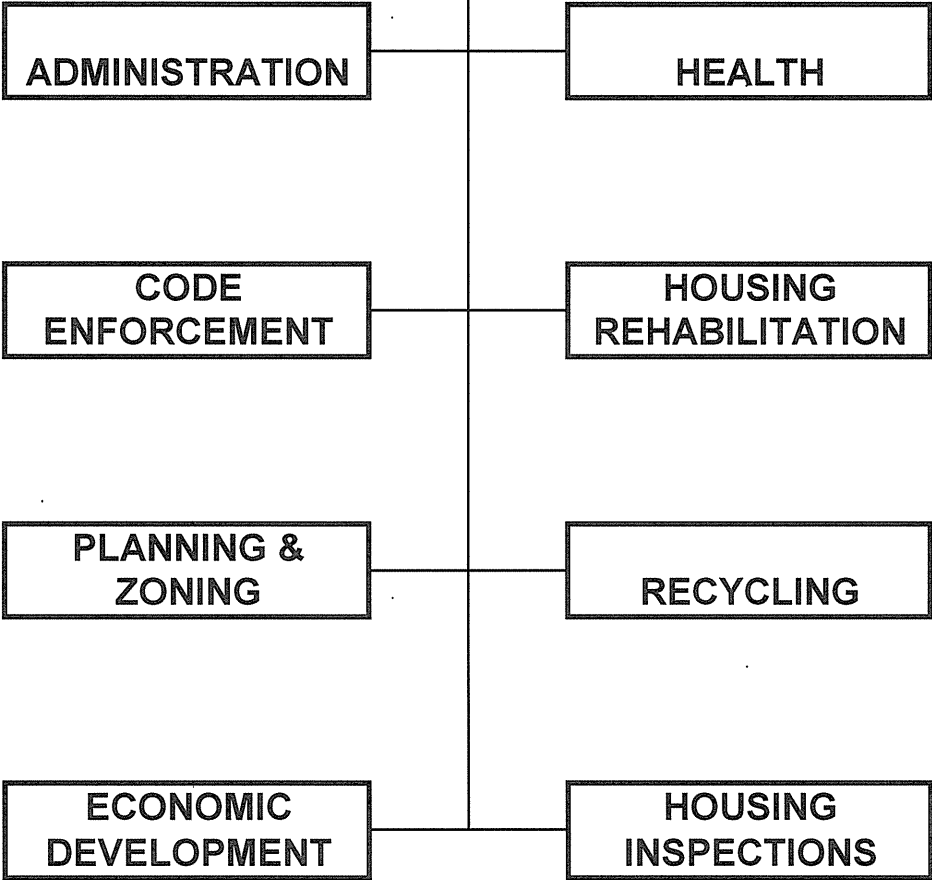 ADMINISTRATION
HEALTH
CODE
ENFORCEMENT
HOUSING
REHABILITATION
PLANNING &
ZONING
RECYCLING
ECONOMIC
DEVELOPMENT
HOUSING
INSPECTIONS